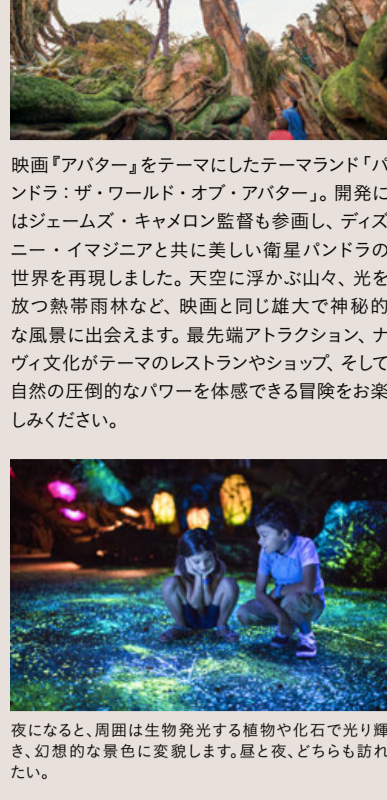 映画『アバター』をテーマにしたテーマランド「パ
ンドラ：ザ・ワールド・オブ・アバター」。開発に
はジェームズ・キャメロン監督も参画し、ディズ
ニー・イマジニアと共に美しい衛星パンドラの
世界を再現しました。天空に浮かぶ山々、光を
放つ熱帯雨林など、映画と同じ雄大で神秘的
な風景に出会えます。最先端アトラクション、ナ
ヴィ文化がテーマのレストランやショップ、そして
自然の圧倒的なパワーを体感できる冒険をお楽
しみください。
夜になると、周囲は生物発光する植物や化石で光り輝
き、幻想的な景色に変貌します。昼と夜、どちらも訪れ
たい。